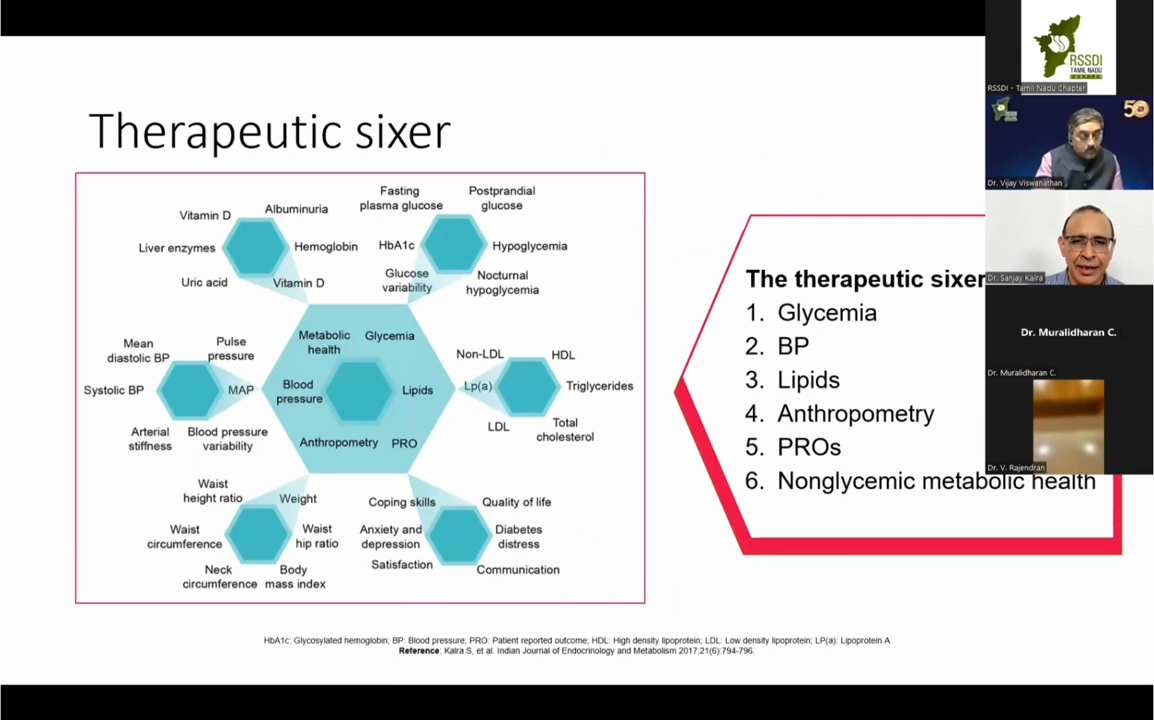 Therapeutic sixer
Vitamin D
Albuminuria
Liver enzymes
Hemoglobin
Uric acid
Vitamin D
Fasting
plasma glucose
Postprandial
glucose
HbA1c
Hypoglycemia
Glucose
variability
Nocturnal
hypoglycemia
Metabolic
health
Glycemia
Blood
pressure
Lipids
Anthropometry
PRO
Mean
diastolic BP
Pulse
pressure
Systolic BP
MAP
Arterial
stiffness
Blood pressure
variability
Non-LDL
HDL
Lp(a)
Triglycerides
LDL
Total
cholesterol
Waist
height ratio
Weight
Waist
circumference
Waist
hip ratio
Neck
circumference
Body
mass index
Coping skills
Quality of life
Anxiety and
depression
Diabetes
distress
Satisfaction
Communication
The therapeutic sixer
1. Glycemia
2. BP
3. Lipids
4. Anthropometry
5. PROs
6. Nonglycemic metabolic health
HbA1c: Glycosylated hemoglobin; BP: Blood pressure; PRO: Patient reported outcome; HDL: High density lipoprotein; LDL: Low density lipoprotein; LP(a): Lipoprotein A
Reference: Kalra S, et al. Indian Journal of Endocrinology and Metabolism 2017;21(6):794-796.
RSSDI
TAMIL NADU
CHAPTER
RSSDI - Tamil Nadu Chapter
50
Dr. Vijay Viswanathan
Dr. Sanjay Kalra
Dr. Muralidharan C.
Dr. Muralidharan C.
Dr. V. Rajendran